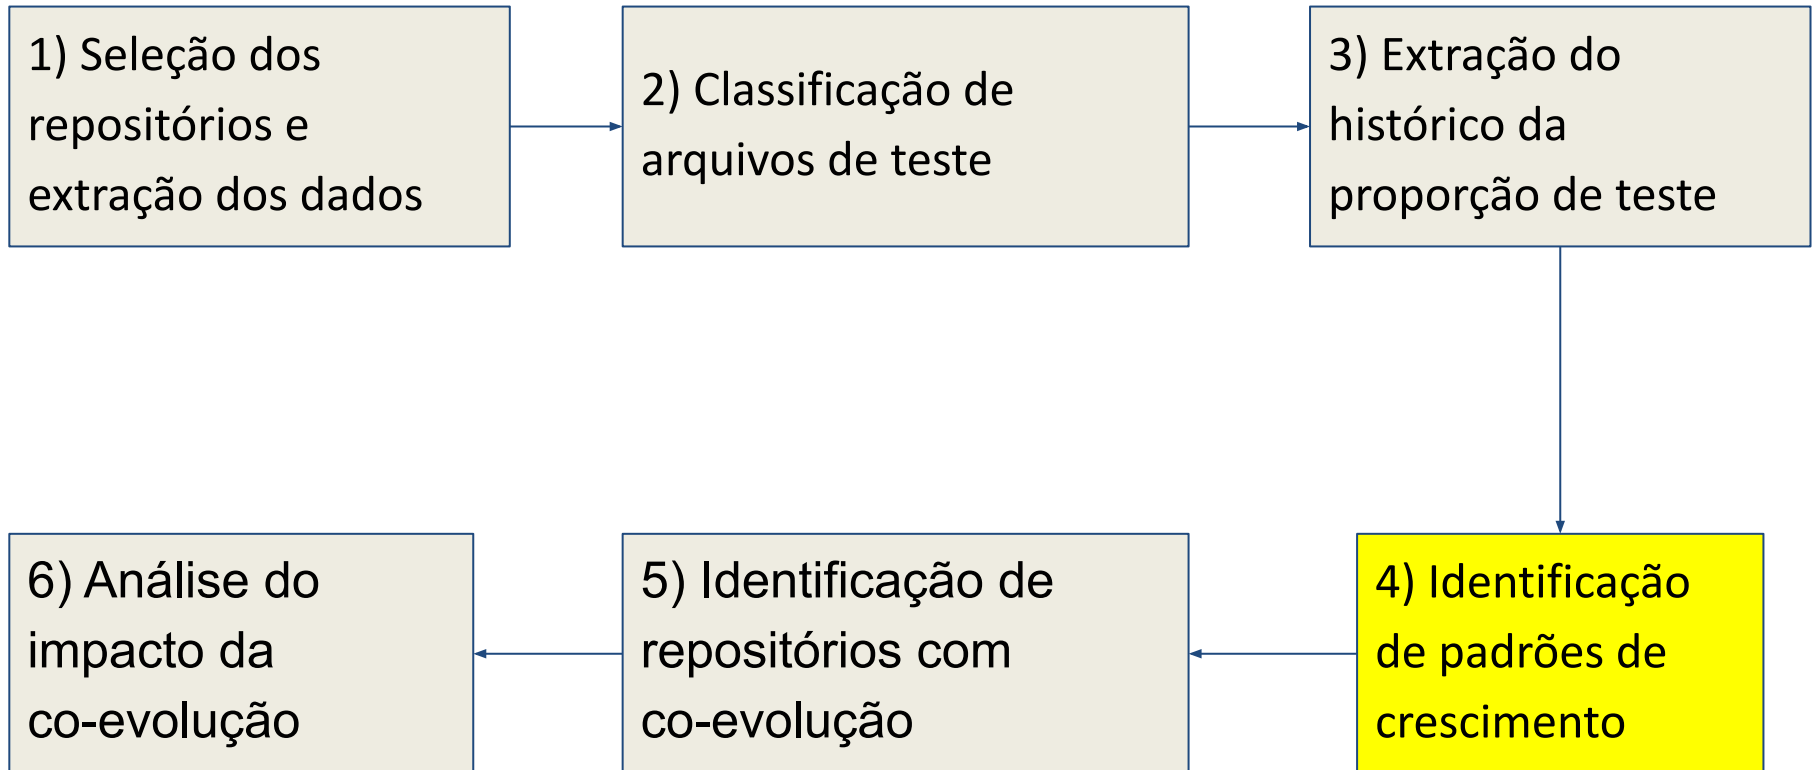 1) Seleção dos
repositórios e
extração dos dados
2) Classificação de
arquivos de teste
3) Extração do
histórico da
proporção de teste
4) Identificação
de padrões de
crescimento
5) Identificação de
repositórios com
co-evolução
6) Análise do
impacto da
co-evolução